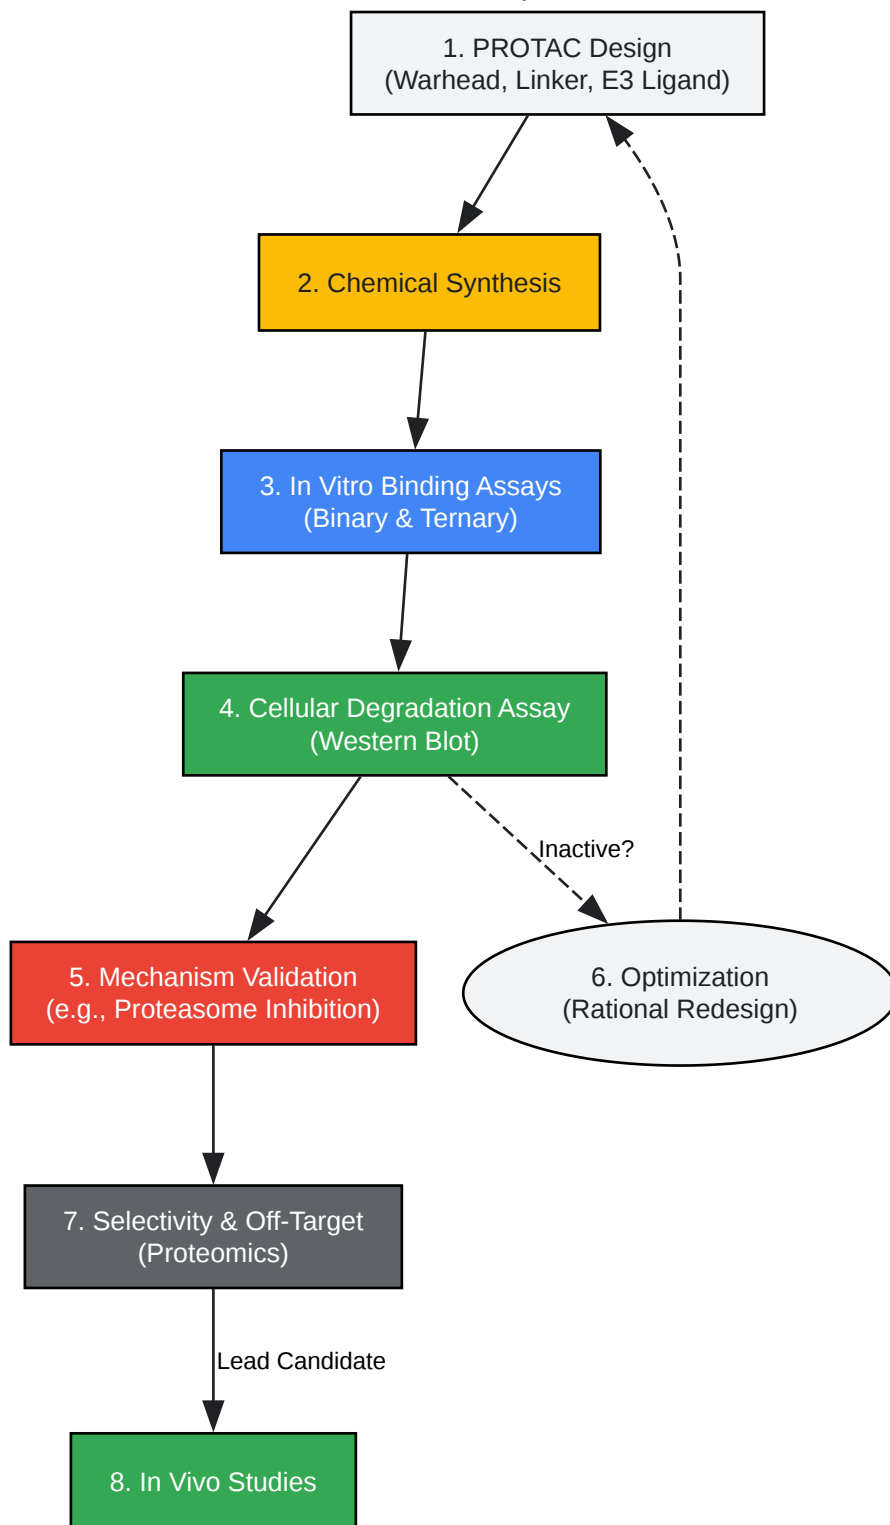 1. PROTAC Design
(Warhead, Linker, E3 Ligand)
2. Chemical Synthesis
3. In Vitro Binding Assays
(Binary & Ternary)
4. Cellular Degradation Assay
(Western Blot)
Inactive?
5. Mechanism Validation
(e.g., Proteasome Inhibition)
6. Optimization
(Rational Redesign)
7. Selectivity & Off-Target
(Proteomics)
Lead Candidate
8. In Vivo Studies